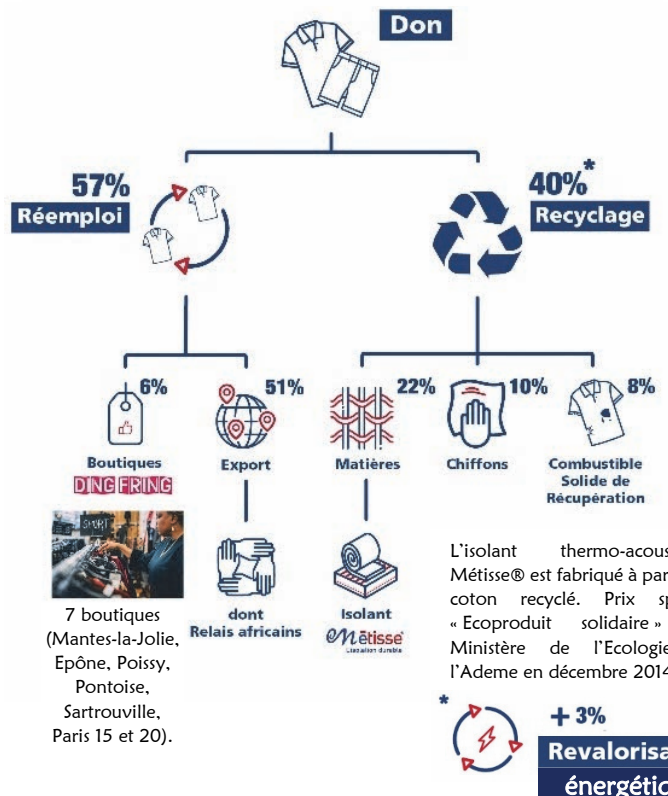 Don
57%
Réemploi
40%*
Recyclage
6%
Boutiques
DING FRING
51%
Export
22%
Matières
10%
Chiffons
8%
Combustible
Solide de
Récupération
SPORT
7 boutiques
(Mantes-la-Jolie,
Epône, Poissy,
Pontoise,
Sartrouville,
Paris 15 et 20).
dont
Relais africains
Isolant
Métisse
L'isolant thermo-acous
Métisse® est fabriqué à par
coton recyclé. Prix sp
« Ecoproduit solidaire »
Ministère de l'Ecologie
l'Ademe en décembre 2014
*
+ 3%
Revalorisa
énergétic